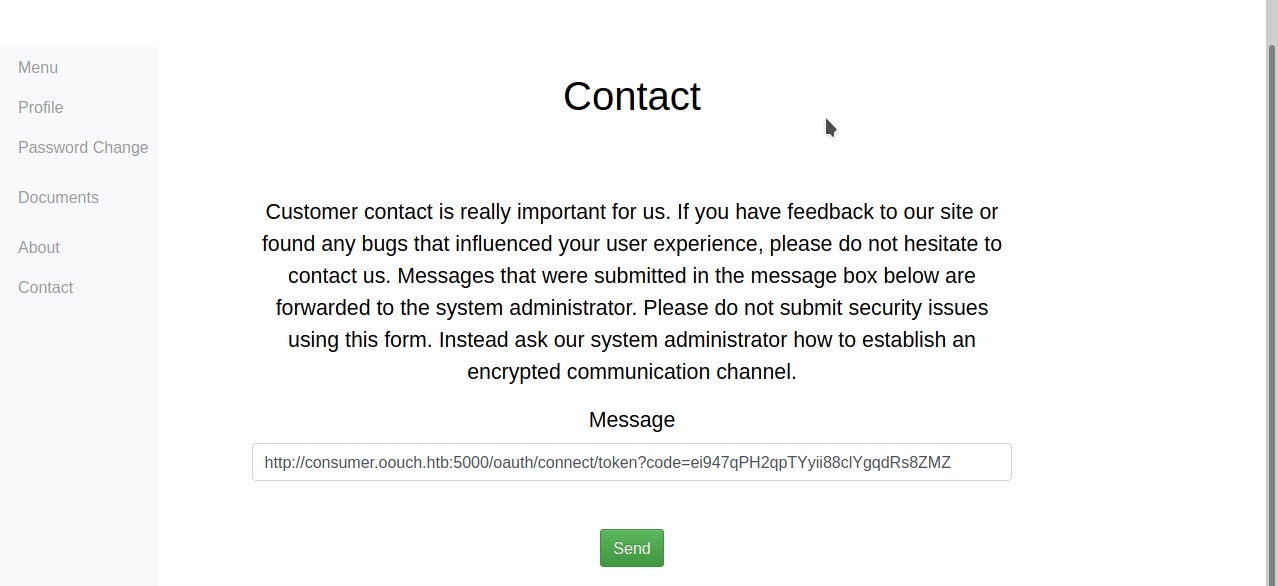 Menu
Profile
Password Change
Documents
About
Contact
Contact
Customer contact is really important for us. If you have feedback to our site or
found any bugs that influenced your user experience, please do not hesitate to
contact us. Messages that were submitted in the message box below are
forwarded to the system administrator. Please do not submit security issues
using this form. Instead ask our system administrator how to establish an
encrypted communication channel.
Message
http://consumer.oouch.htb:5000/oauth/connect/token?code=ei947qPH2qpTYyii88clYgqdRs8ZMZ
Send